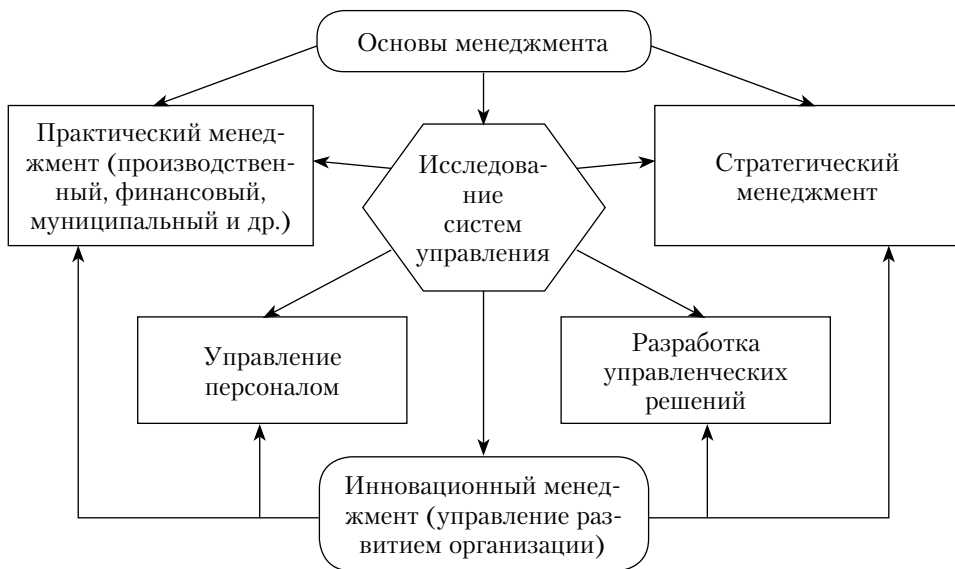 Основы менеджмента
Практический менед-
жмент (производствен-
ный, финансовый,
муниципальный и др.)
Исследова-
ние
систем
управления
Стратегический
менеджмент
Управление
персоналом
Разработка
управленческих
решений
Инновационный менед-
жмент (управление раз-
витием организации)